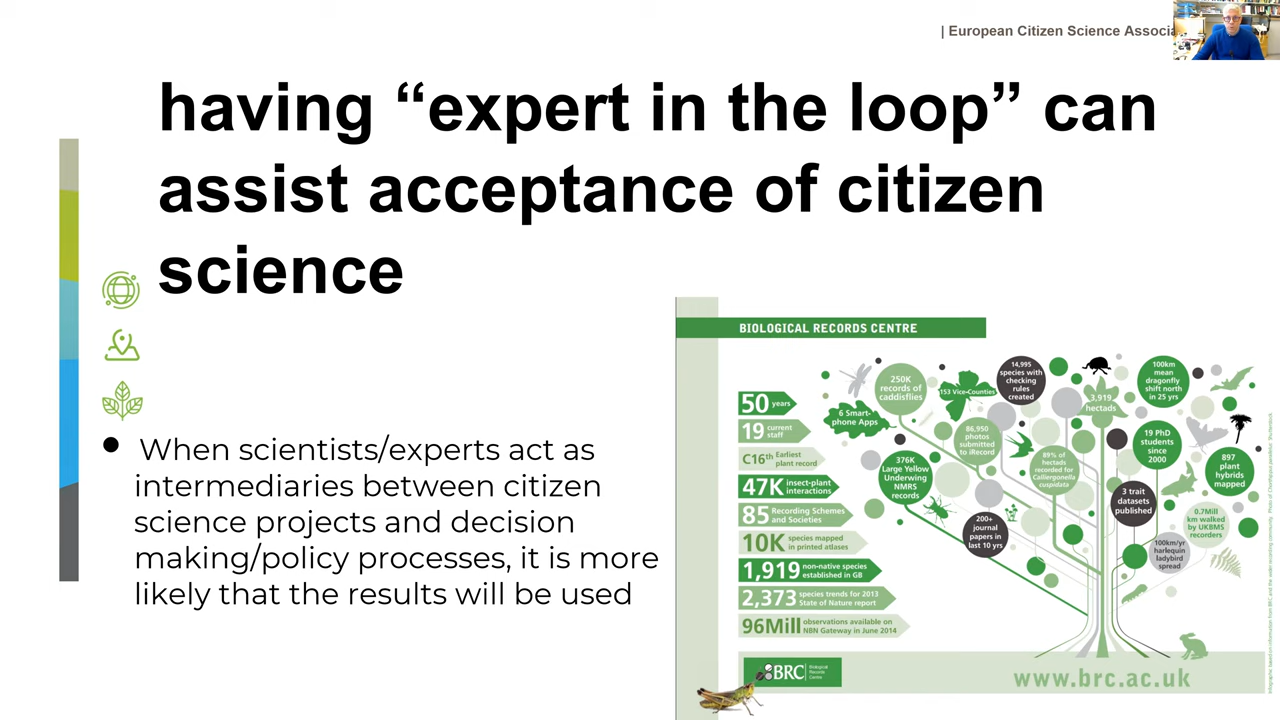 | European Citizen Science Associa
having “expert in the loop” can
assist acceptance of citizen
science
• When scientists/experts act as
intermediaries between citizen
science projects and decision
making/policy processes, it is more
likely that the results will be used
BIOLOGICAL RECORDS CENTRE
50 years
19 current
staff
C16th Earliest
plant record
47K insect-plant
interactions
85 Recording Schemes
and Societies
10K species mapped
in printed atlases
1,919 non-native species
established in GB
2,373 species trends for 2013
State of Nature report
96Mill observations available on
NBN Gateway in June 2014
250K
records of
caddisflies
6 Smart-
phone Apps
153 Vice-Counties
14,995
species with
checking
rules
created
3,919
hectads
100km
mean
dragonfly
shift north
in 25 yrs
86,950
photos
submitted
to iRecord
376K
Large Yellow
Underwing
NMRS
records
89% of
hectads
recorded for
Calliergonella
cuspidata
19 PhD
students
since
2000
897
plant
hybrids
mapped
3 trait
datasets
published
200+
journal
papers in
last 10 yrs
0.7Mill
km walked
by UKBMS
recorders
100km/yr
harlequin
ladybird
spread
BRC Biological
Records
Centre
www.brc.ac.uk